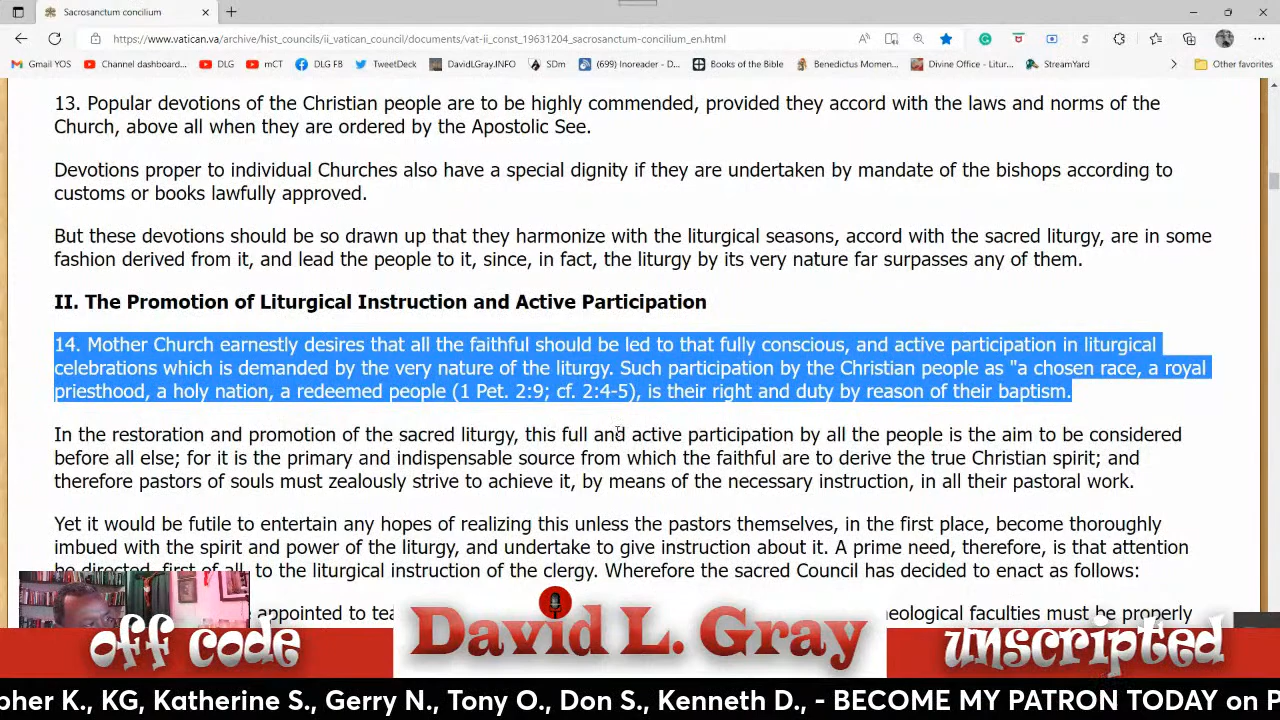 Sacrosanctum concilium
https://www.vatican.va/archive/hist_councils/ii_vatican_council/documents/vat-ii_const_19631204_sacrosanctum-concilium_en.html
Gmail YOS
Channel dashboard...
DLG
mCT
DLG FB
TweetDeck
DavidLGray.INFO
SDm
(699) Inoreader - D...
Books of the Bible
Benedictus Momen...
Divine Office – Litur...
StreamYard
Other favorites
13. Popular devotions of the Christian people are to be highly commended, provided they accord with the laws and norms of the
Church, above all when they are ordered by the Apostolic See.
Devotions proper to individual Churches also have a special dignity if they are undertaken by mandate of the bishops according to
customs or books lawfully approved.
But these devotions should be so drawn up that they harmonize with the liturgical seasons, accord with the sacred liturgy, are in some
fashion derived from it, and lead the people to it, since, in fact, the liturgy by its very nature far surpasses any of them.
II. The Promotion of Liturgical Instruction and Active Participation
14. Mother Church earnestly desires that all the faithful should be led to that fully conscious, and active participation in liturgical
celebrations which is demanded by the very nature of the liturgy. Such participation by the Christian people as "a chosen race, a royal
priesthood, a holy nation, a redeemed people (1 Pet. 2:9; cf. 2:4-5), is their right and duty by reason of their baptism.
In the restoration and promotion of the sacred liturgy, this full and active participation by all the people is the aim to be considered
before all else; for it is the primary and indispensable source from which the faithful are to derive the true Christian spirit; and
therefore pastors of souls must zealously strive to achieve it, by means of the necessary instruction, in all their pastoral work.
Yet it would be futile to entertain any hopes of realizing this unless the pastors themselves, in the first place, become thoroughly
imbued with the spirit and power of the liturgy, and undertake to give instruction about it. A prime need, therefore, is that attention
be directed, first of all, to the liturgical instruction of the clergy. Wherefore the sacred Council has decided to enact as follows:
appointed to tea
eological faculties must be properly
off code
David L. Gray
unscripted
pher K., KG, Katherine S., Gerry N., Tony O., Don S., Kenneth D., - BECOME MY PATRON TODAY on P